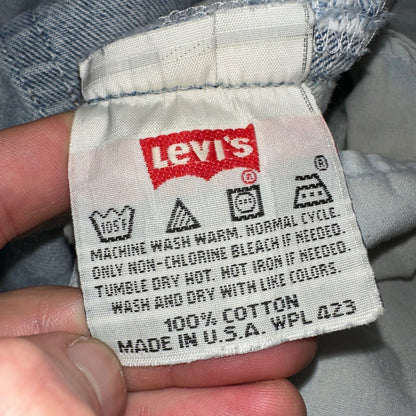 Levi's
®
105F
MACHINE WASH WARM. NORMAL CYCLE.
ONLY NON-CHLORINE BLEACH IF NEEDED.
TUMBLE DRY HOT. HOT IRON IF NEEDED.
WASH AND DRY WITH LIKE COLORS.
100% COTTON
MADE IN U.S.A. WPL 423